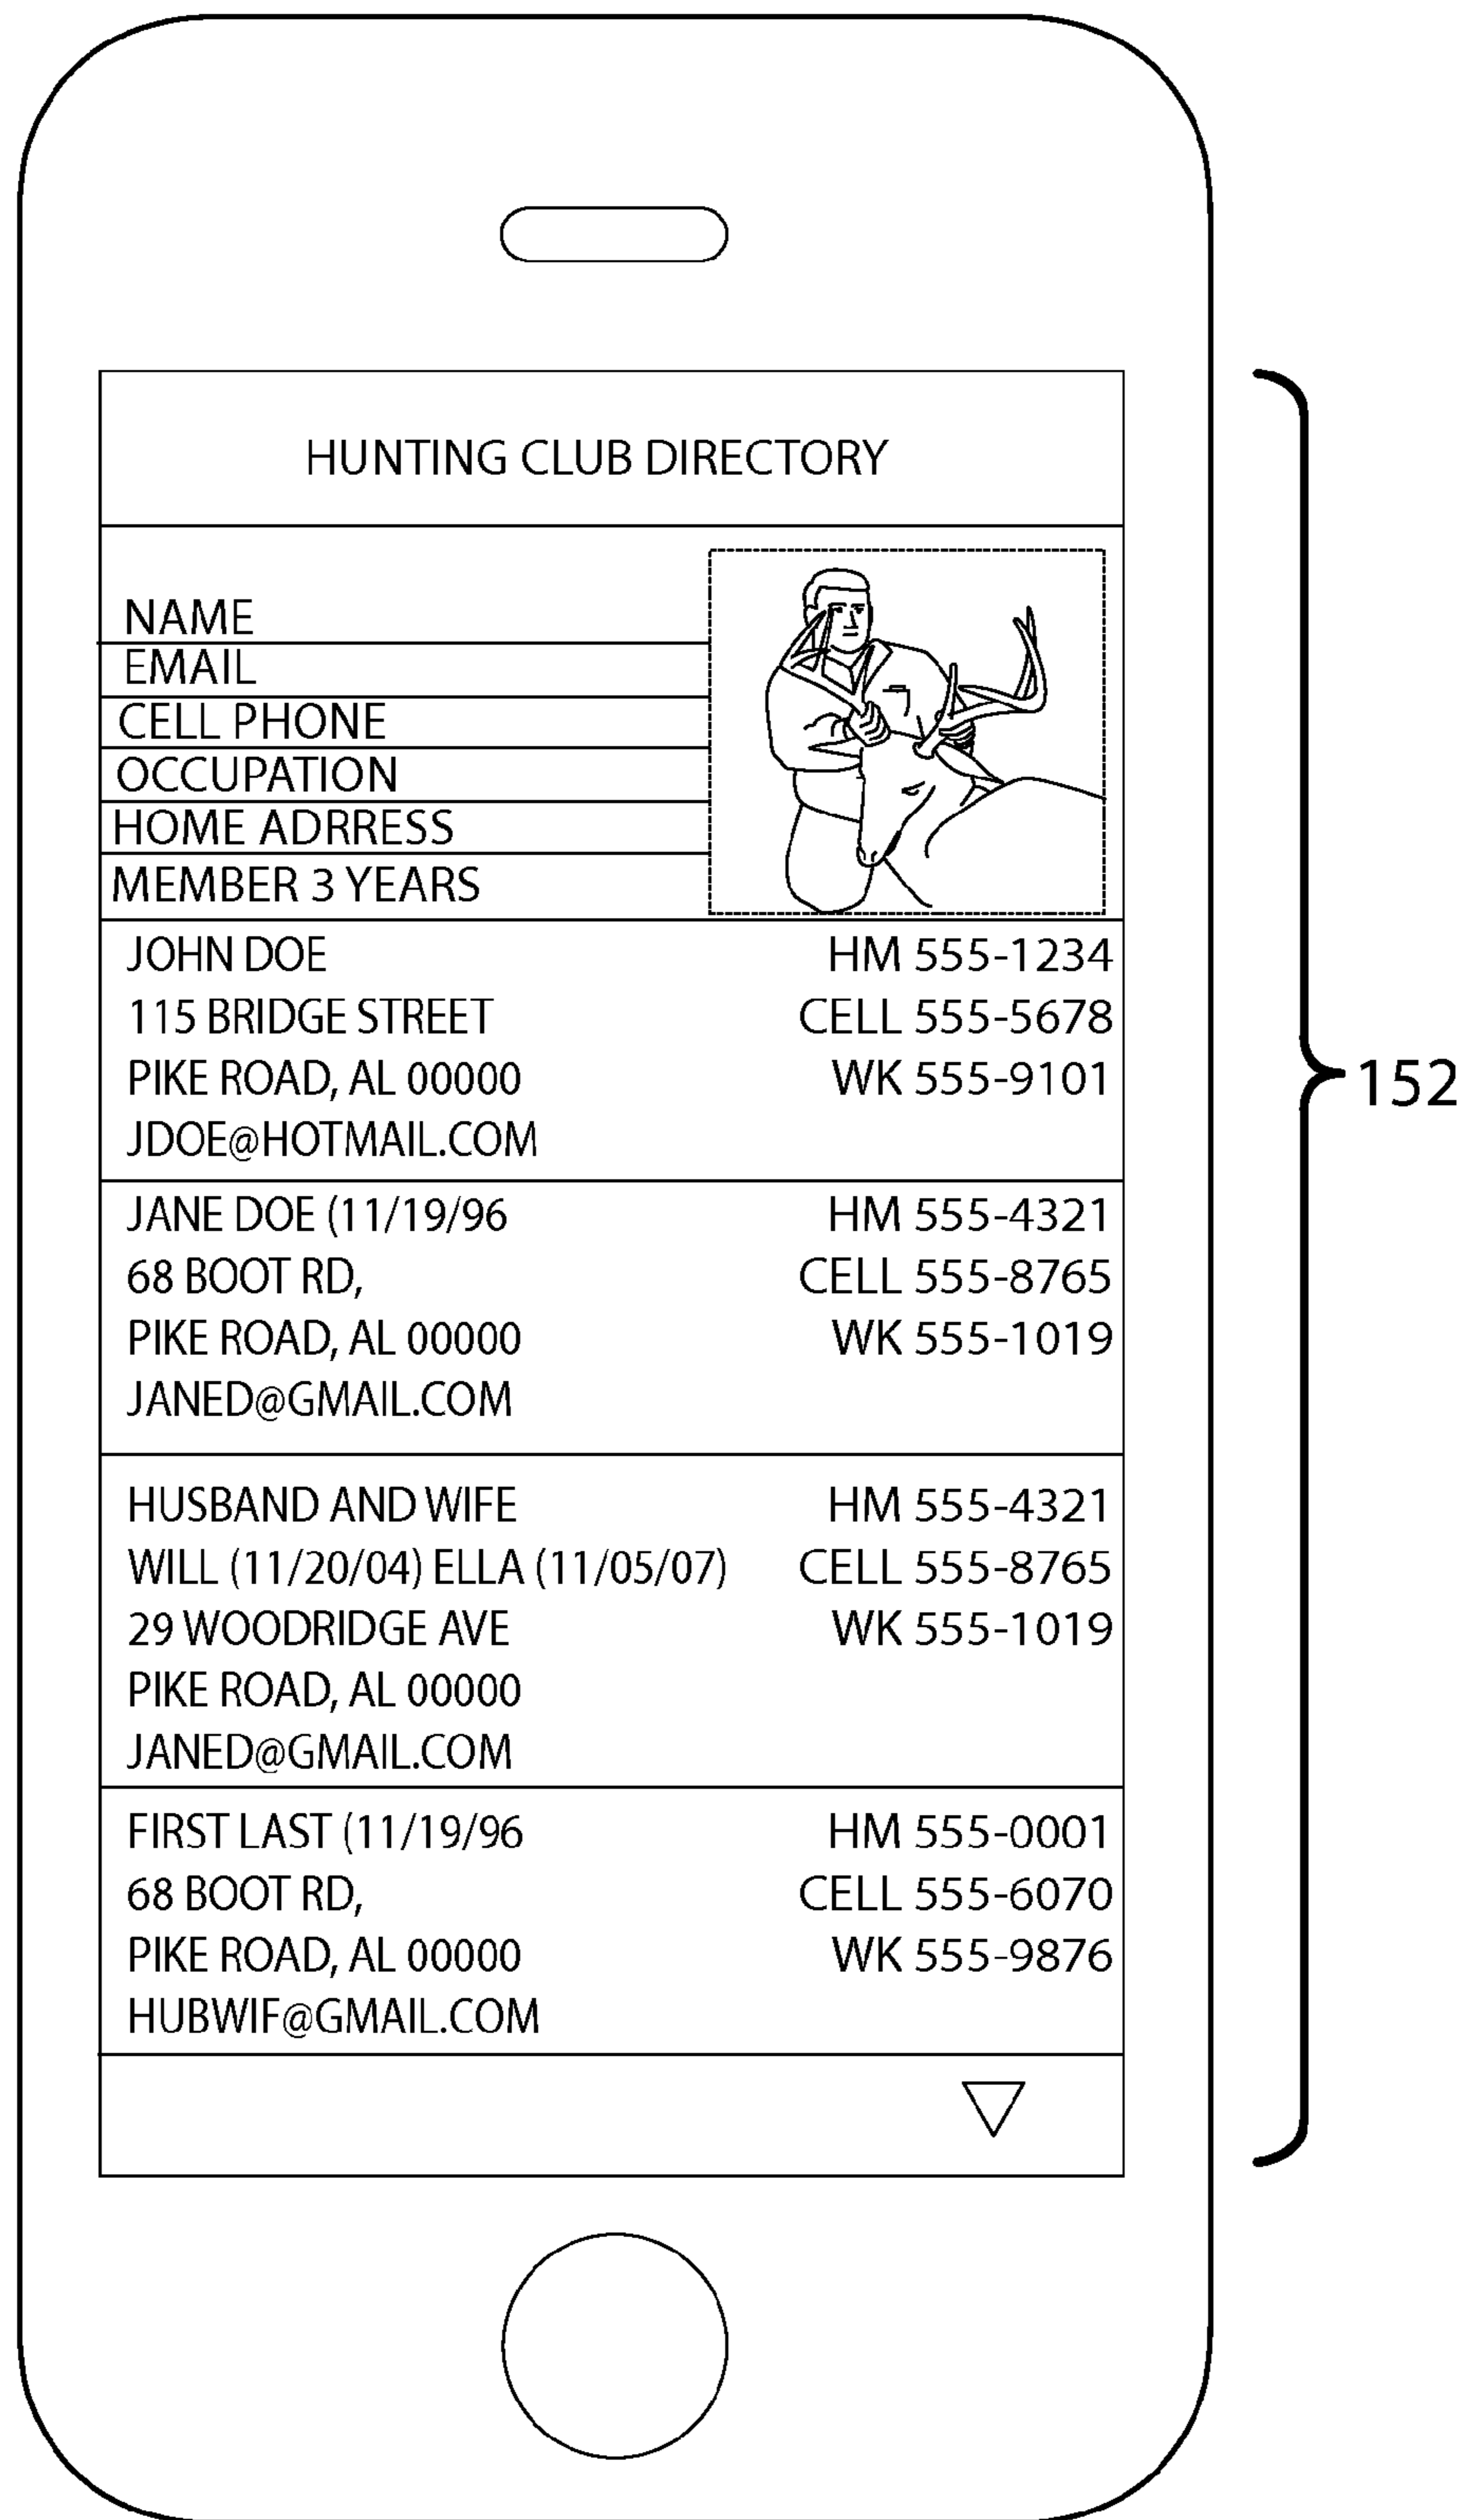 HUNTING CLUB DIRECTORY
NAME
EMAIL
CELL PHONE
OCCUPATION
HOME ADRRESS
MEMBER 3 YEARS
JOHN DOE HM 555-1234
115 BRIDGE STREET CELL 555-5678
PIKE ROAD, AL 00000 WK 555-9101
JDOE@HOTMAIL.COM
152
JANE DOE (11/19/96 HM 555-4321
68 BOOT RD, CELL 555-8765
PIKE ROAD, AL 00000 WK 555-1019
JANED@GMAIL.COM
HUSBAND AND WIFE HM 555-4321
WILL (11/20/04) ELLA (11/05/07) CELL 555-8765
29 WOODRIDGE AVE WK 555-1019
PIKE ROAD, AL 00000
JANED@GMAIL.COM
FIRST LAST (11/19/96 HM 555-0001
68 BOOT RD, CELL 555-6070
PIKE ROAD, AL 00000 WK 555-9876
HUBWIF@GMAIL.COM